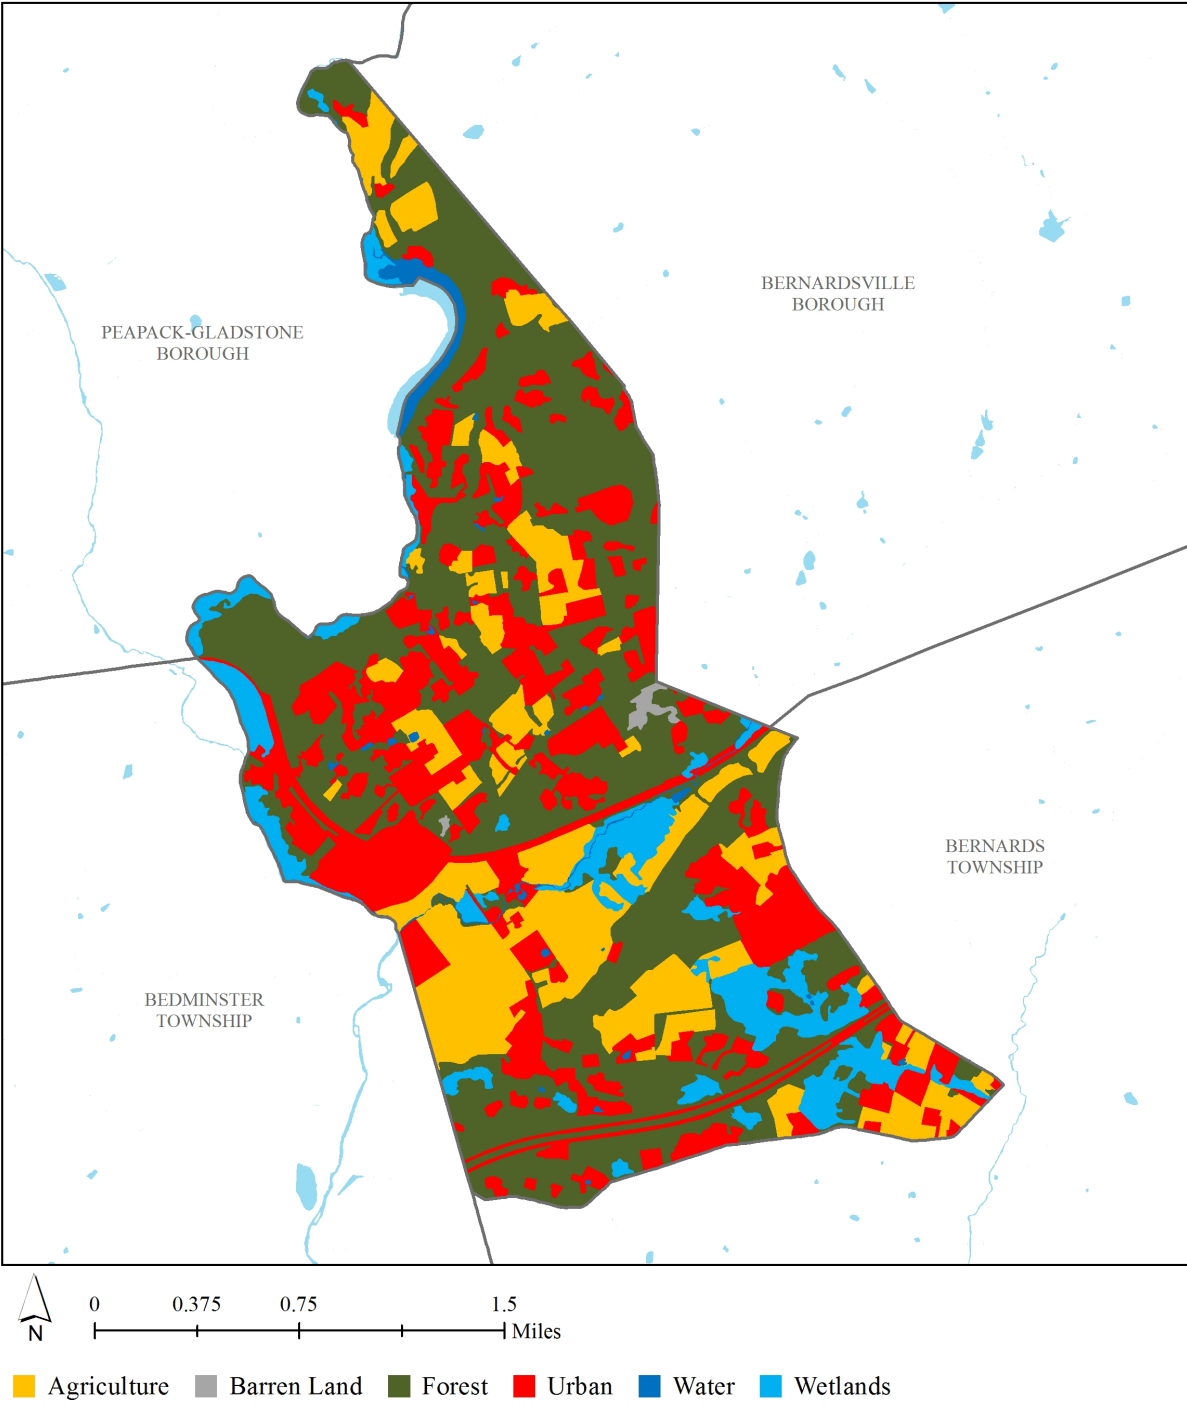 BERNARDSVILLE
BOROUGH
PEAPACK-GLADSTONE
BOROUGH
BERNARDS
TOWNSHIP
BEDMINSTER
TOWNSHIP
N
0 0.375 0.75 1.5
Miles
Agriculture Barren Land Forest Urban Water Wetlands